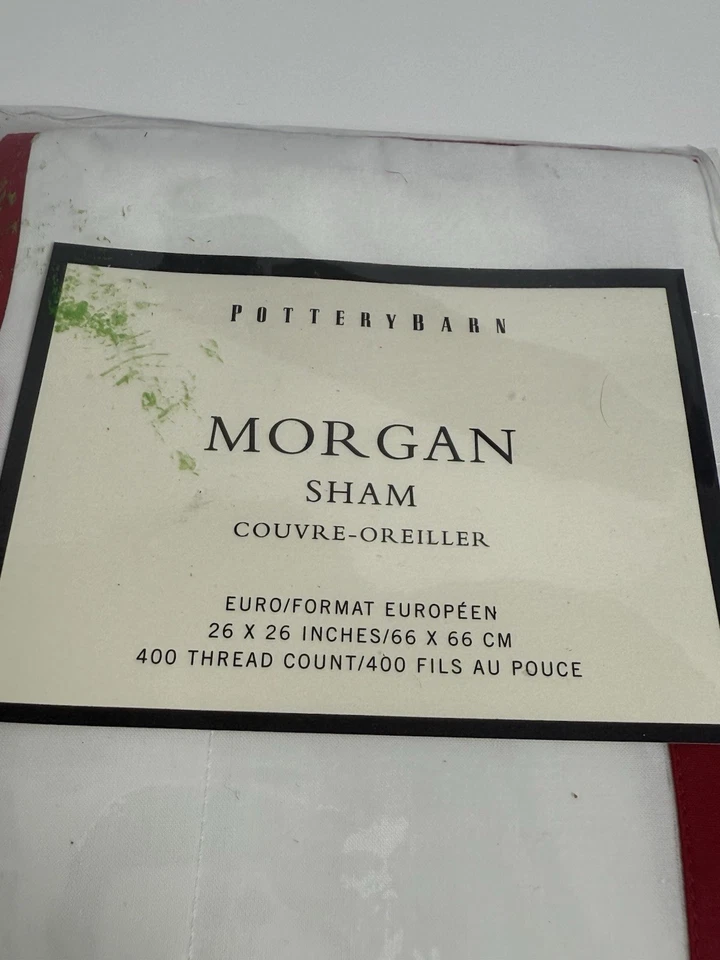 POTTERYBARN
MORGAN
SHAM
COUVRE-OREILLER
EURO/FORMAT EUROPÉEN
26 X 26 INCHES/66 X 66 CM
400 THREAD COUNT/400 FILS AU POUCE